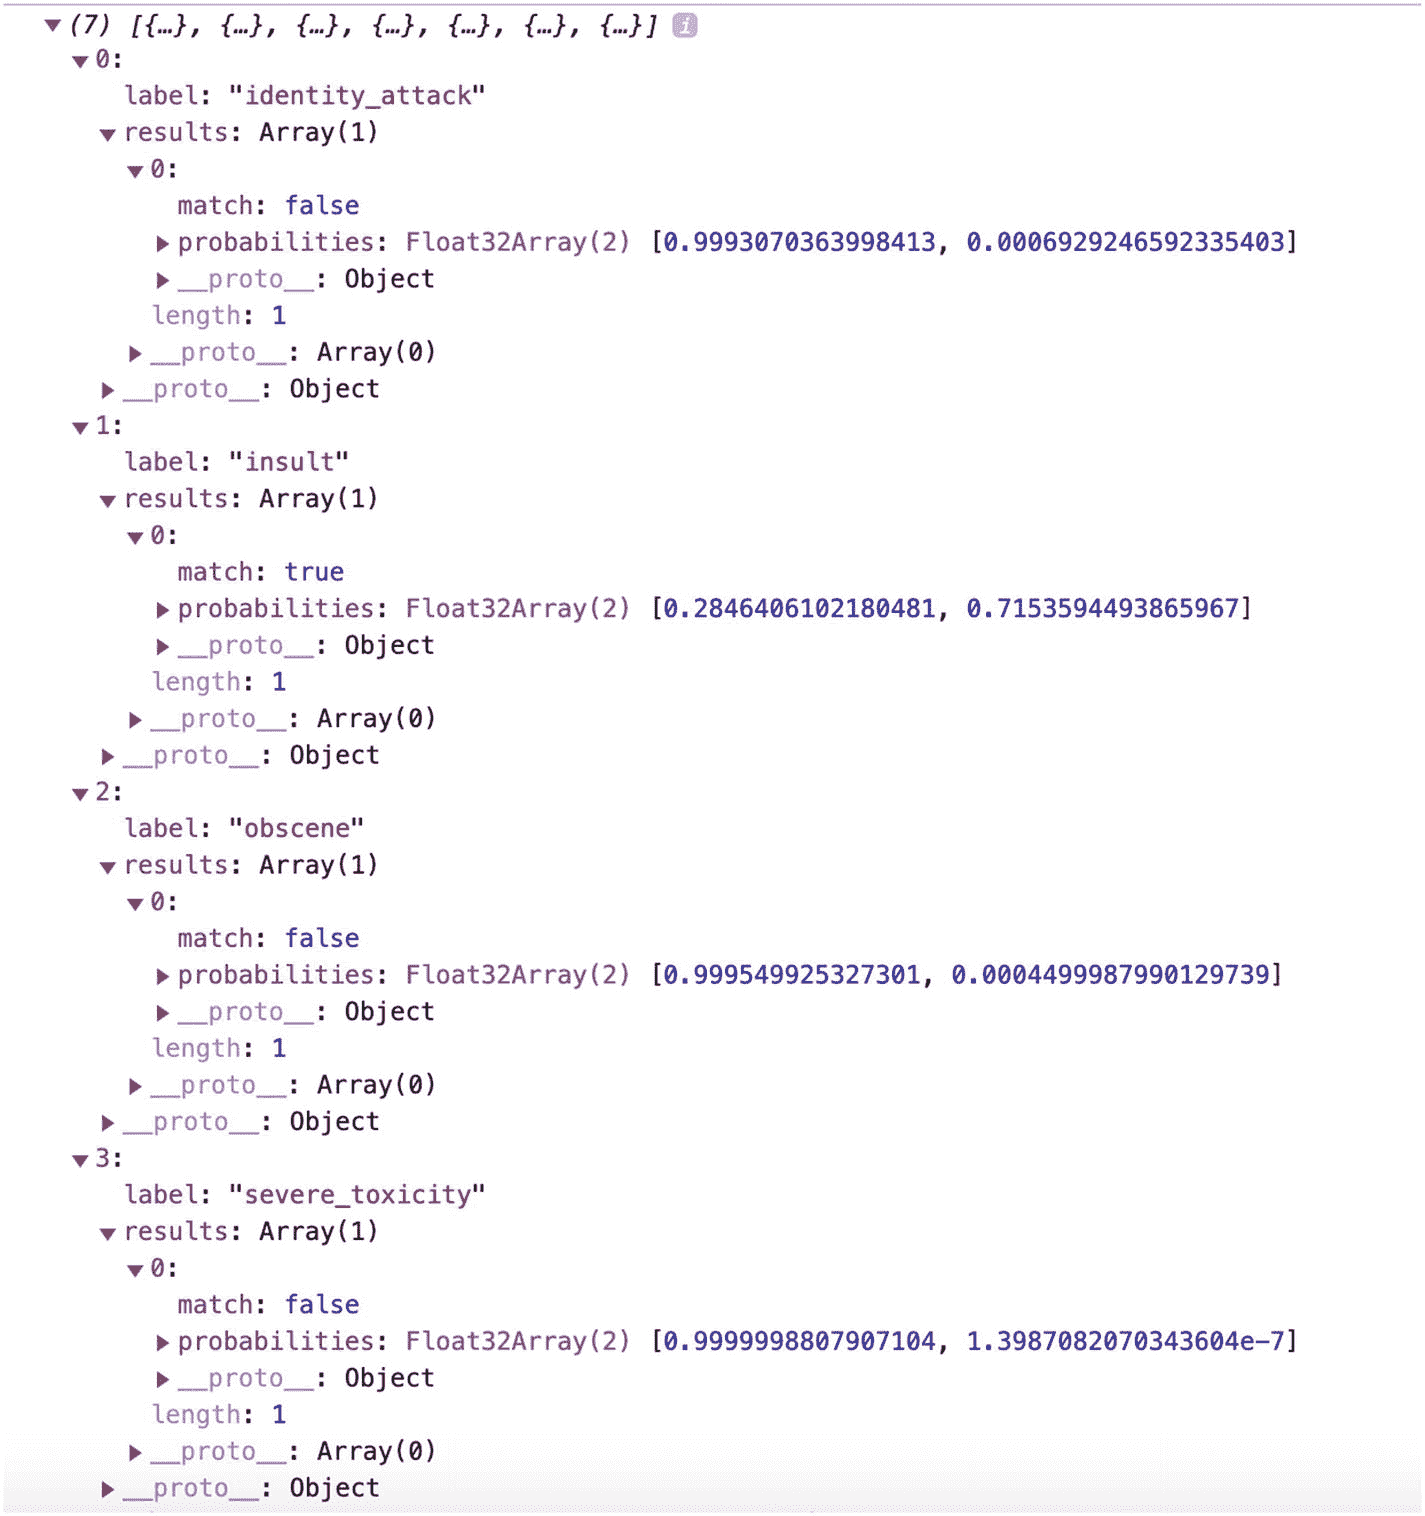 (7) [{…}, {…}, {…}, {…}, {…}, {…}, {…}] i
0:
label: "identity_attack"
results: Array(1)
0:
match: false
probabilities: Float32Array(2) [0.9993070363998413, 0.0006929246592335403]
__proto__: Object
length: 1
__proto__: Array(0)
__proto__: Object
1:
label: "insult"
results: Array(1)
0:
match: true
probabilities: Float32Array(2) [0.2846406102180481, 0.7153594493865967]
__proto__: Object
length: 1
__proto__: Array(0)
__proto__: Object
2:
label: "obscene"
results: Array(1)
0:
match: false
probabilities: Float32Array(2) [0.999549925327301, 0.0004499987990129739]
__proto__: Object
length: 1
__proto__: Array(0)
__proto__: Object
3:
label: "severe_toxicity"
results: Array(1)
0:
match: false
probabilities: Float32Array(2) [0.9999998807907104, 1.3987082070343604e-7]
__proto__: Object
length: 1
__proto__: Array(0)
__proto__: Object